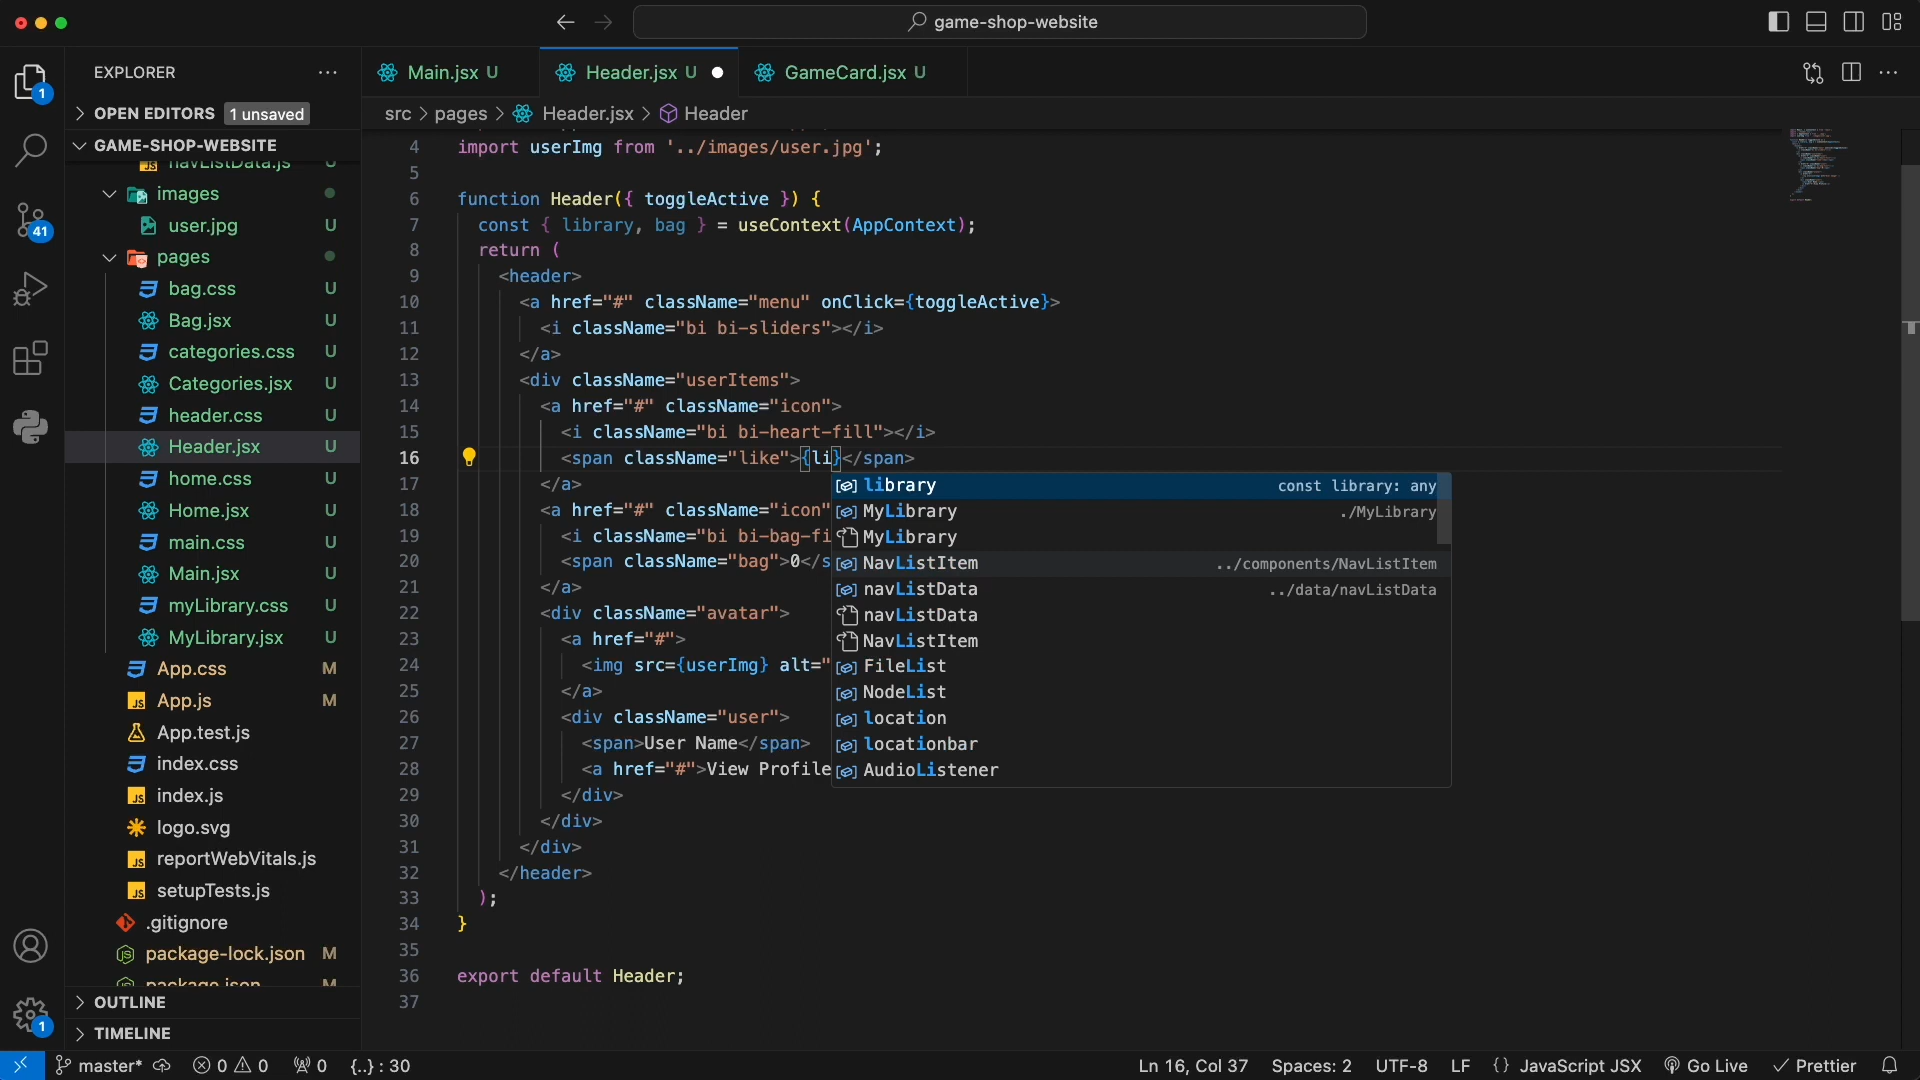 game-shop-website
EXPLORER
OPEN EDITORS 1 unsaved
GAME-SHOP-WEBSITE
navListData.js U
images
user.jpg U
pages
bag.css U
Bag.jsx U
categories.css U
Categories.jsx U
header.css U
Header.jsx U
home.css U
Home.jsx U
main.css U
Main.jsx U
myLibrary.css U
MyLibrary.jsx U
App.css M
App.js M
App.test.js
index.css
index.js
logo.svg
reportWebVitals.js
setupTests.js
.gitignore
package-lock.json M
package.json M
OUTLINE
TIMELINE
1
41
1
Main.jsx U
Header.jsx U
GameCard.jsx U
src > pages > Header.jsx > Header
4 import userImg from '../images/user.jpg';
5
6 function Header({ toggleActive }) {
7 const { library, bag } = useContext(AppContext);
8 return (
9 <header>
10 <a href="#" className="menu" onClick={toggleActive}>
11 <i className="bi bi-sliders"></i>
12 </a>
13 <div className="userItems">
14 <a href="#" className="icon">
15 <i className="bi bi-heart-fill"></i>
16 <span className="like">{li}</span>
17 </a>
18 <a href="#" className="icon"
19 <i className="bi bi-bag-fi
20 <span className="bag">0</s
21 </a>
22 <div className="avatar">
23 <a href="#">
24 <img src={userImg} alt="
25 </a>
26 <div className="user">
27 <span>User Name</span>
28 <a href="#">View Profile
29 </div>
30 </div>
31 </div>
32 </header>
33 );
34 }
35
36 export default Header;
37
library const library: any
MyLibrary ./MyLibrary
MyLibrary
NavListItem ../components/NavListItem
navListData ../data/navListData
navListData
NavListItem
FileList
NodeList
location
locationbar
AudioListener
master* 0 0 0 {..} : 30
Ln 16, Col 37 Spaces: 2 UTF-8 LF {} JavaScript JSX Go Live Prettier